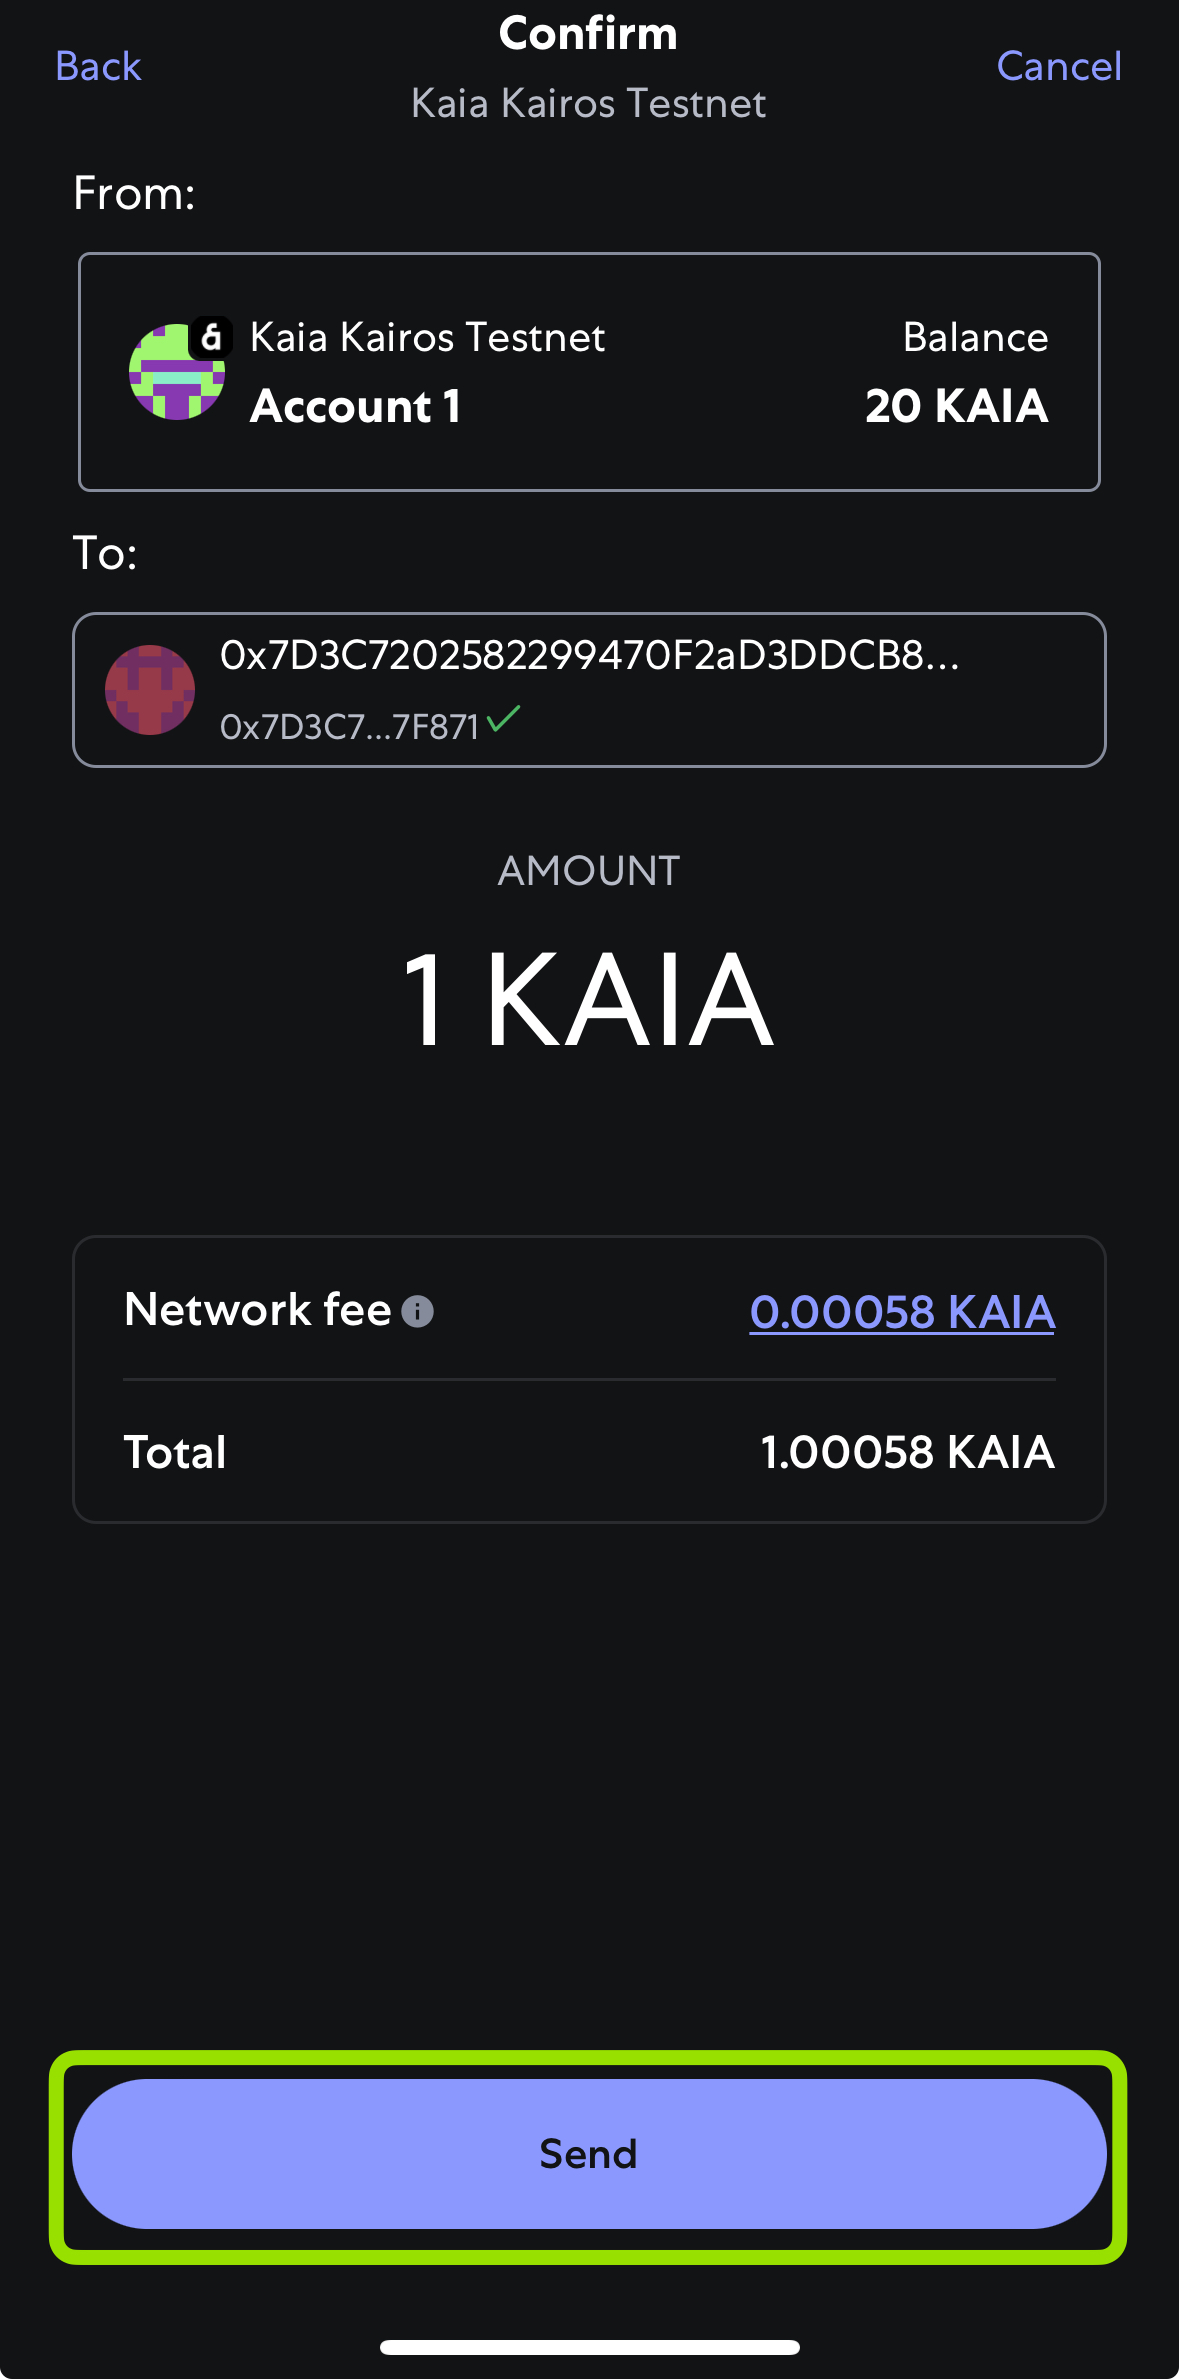 Confirm
Back
Cancel
Kaia Kairos Testnet
From:
Kaia Kairos Testnet
Balance
Account 1
20 KAIA
To:
0x7D3C7202582299470F2aD3DDCB8...
0x7D3C7...7F871
AMOUNT
1 KAIA
Network fee
0.00058 KAIA
Total
1.00058 KAIA
Send